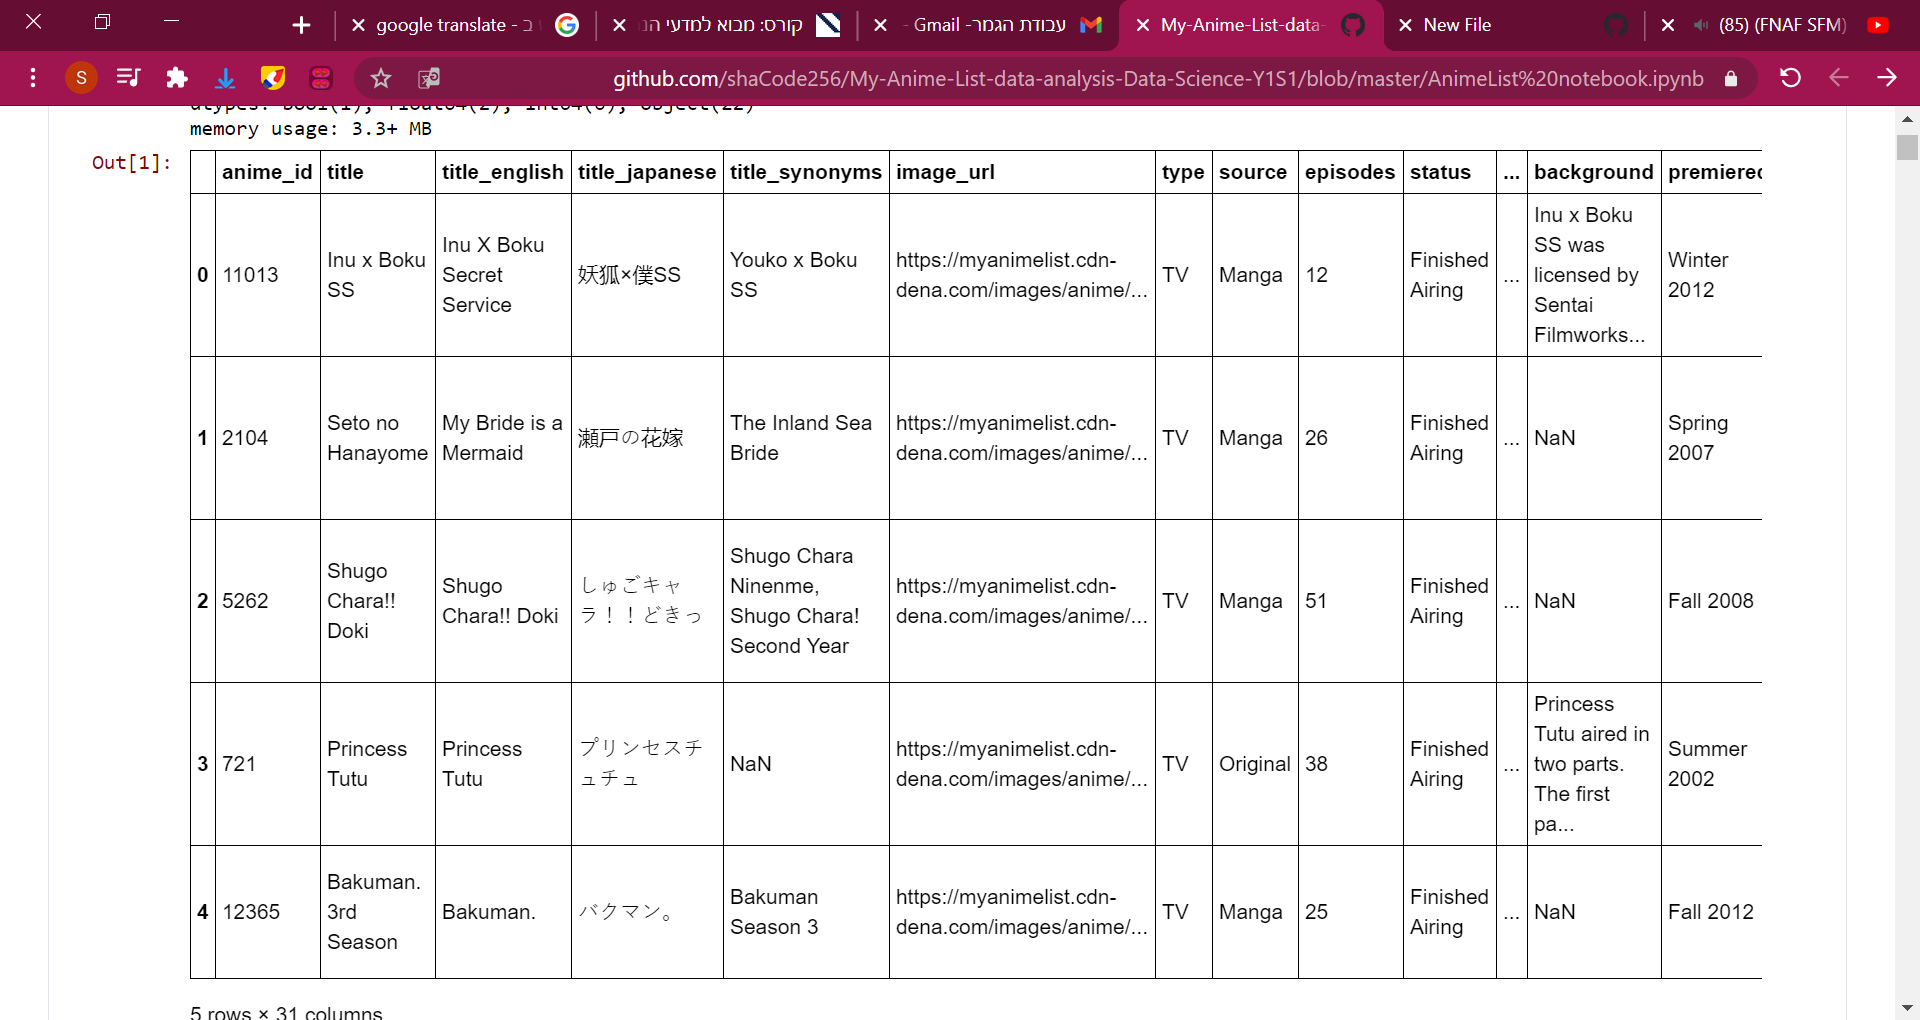 google translate - ב
קורס: מבוא למדעי הנ
עבודת הגמר- Gmail -
My-Anime-List-data-
New File
(85) (FNAF SFM)
S
github.com/shaCode256/My-Anime-List-data-analysis-Data-Science-Y1S1/blob/master/AnimeList%20notebook.ipynb
memory usage: 3.3+ MB
Out[1]:
anime_id title title_english title_japanese title_synonyms image_url type source episodes status ... background premiered
0 11013 Inu x Boku SS Inu X Boku Secret Service 妖狐×僕SS Youko x Boku SS https://myanimelist.cdn-dena.com/images/anime/... TV Manga 12 Finished Airing ... Inu x Boku SS was licensed by Sentai Filmworks... Winter 2012
1 2104 Seto no Hanayome My Bride is a Mermaid 瀬戸の花嫁 The Inland Sea Bride https://myanimelist.cdn-dena.com/images/anime/... TV Manga 26 Finished Airing ... NaN Spring 2007
2 5262 Shugo Chara!! Doki Shugo Chara!! Doki しゅごキャラ！！どきっ Shugo Chara Ninenme, Shugo Chara! Second Year https://myanimelist.cdn-dena.com/images/anime/... TV Manga 51 Finished Airing ... NaN Fall 2008
3 721 Princess Tutu Princess Tutu プリンセスチュチュ NaN https://myanimelist.cdn-dena.com/images/anime/... TV Original 38 Finished Airing ... Princess Tutu aired in two parts. The first pa... Summer 2002
4 12365 Bakuman. 3rd Season Bakuman. バクマン。 Bakuman Season 3 https://myanimelist.cdn-dena.com/images/anime/... TV Manga 25 Finished Airing ... NaN Fall 2012
5 rows × 31 columns